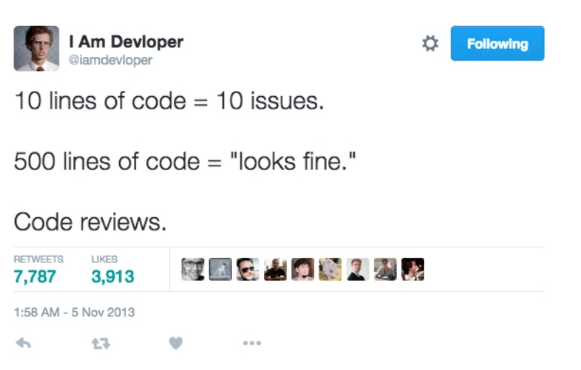 I Am Devloper
@iamdevloper
Following
10 lines of code = 10 issues.
500 lines of code = "looks fine."
Code reviews.
RETWEETS LIKES
7,787 3,913
1:58 AM - 5 Nov 2013